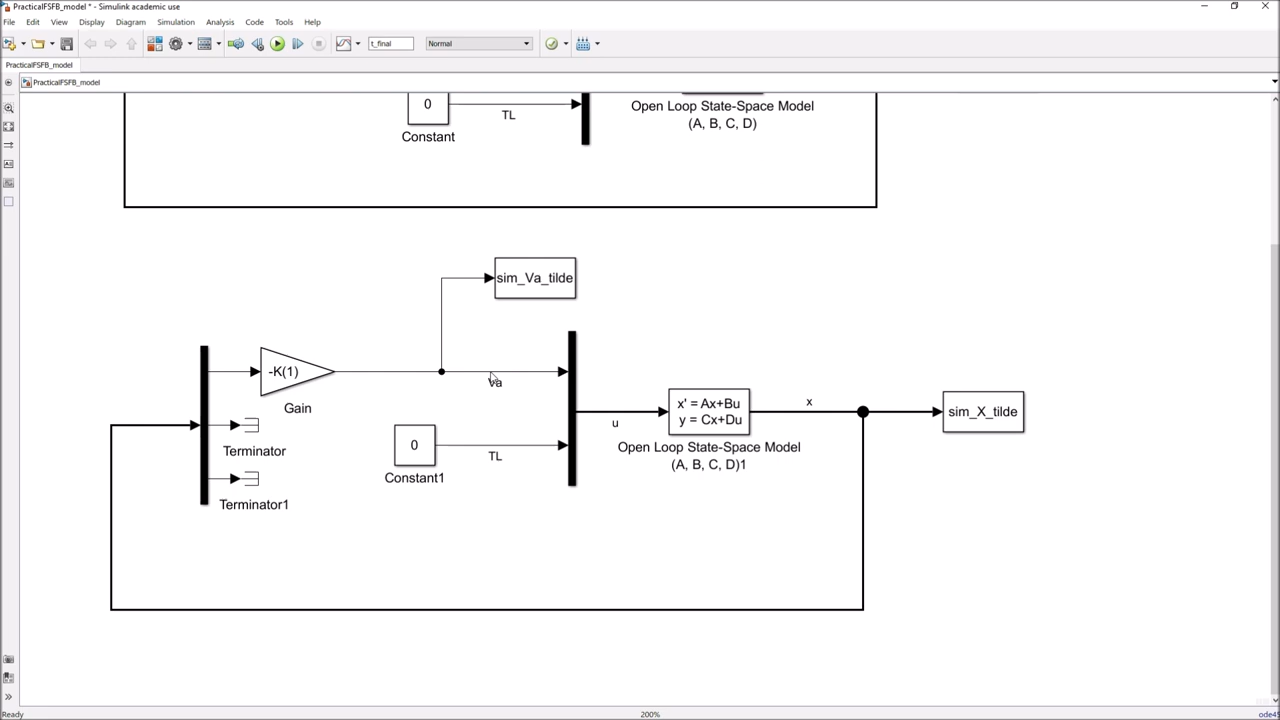 PracticalFSFB_model * - Simulink academic use
File Edit View Display Diagram Simulation Analysis Code Tools Help
t_final Normal
PracticalFSFB_model
PracticalFSFB_model
0
TL
Constant
Open Loop State-Space Model
(A, B, C, D)
sim_Va_tilde
-K(1)
Gain
Va
Terminator
Terminator1
0
TL
Constant1
u
x' = Ax+Bu
y = Cx+Du
Open Loop State-Space Model
(A, B, C, D)1
x
sim_X_tilde
Ready 200% ode45